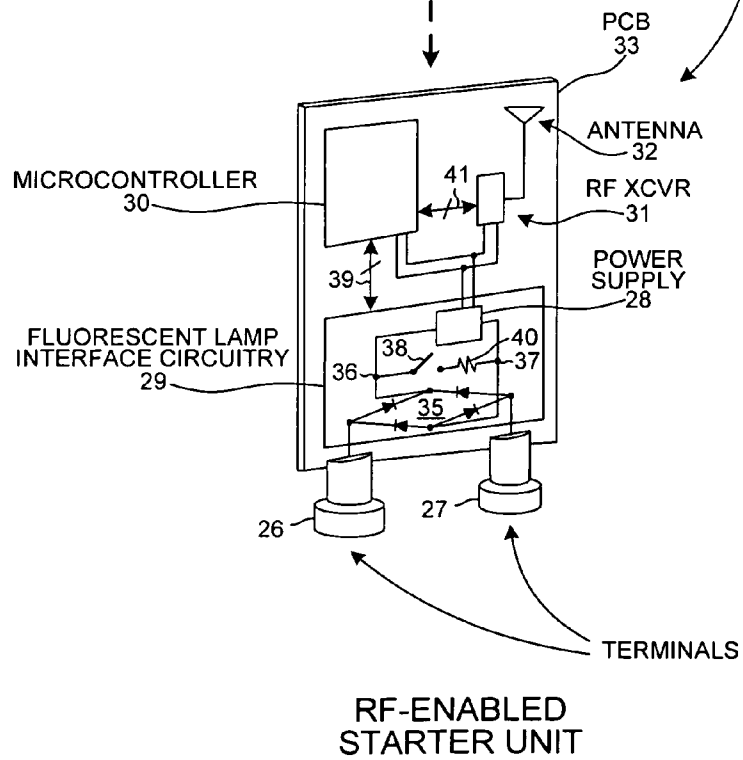 PCB
33
ANTENNA
32
MICROCONTROLLER
30
41
RF XCVR
31
39
POWER
SUPPLY
28
FLUORESCENT LAMP
INTERFACE CIRCUITRY
29
38
40
36
37
35
26
27
TERMINALS
RF-ENABLED
STARTER UNIT